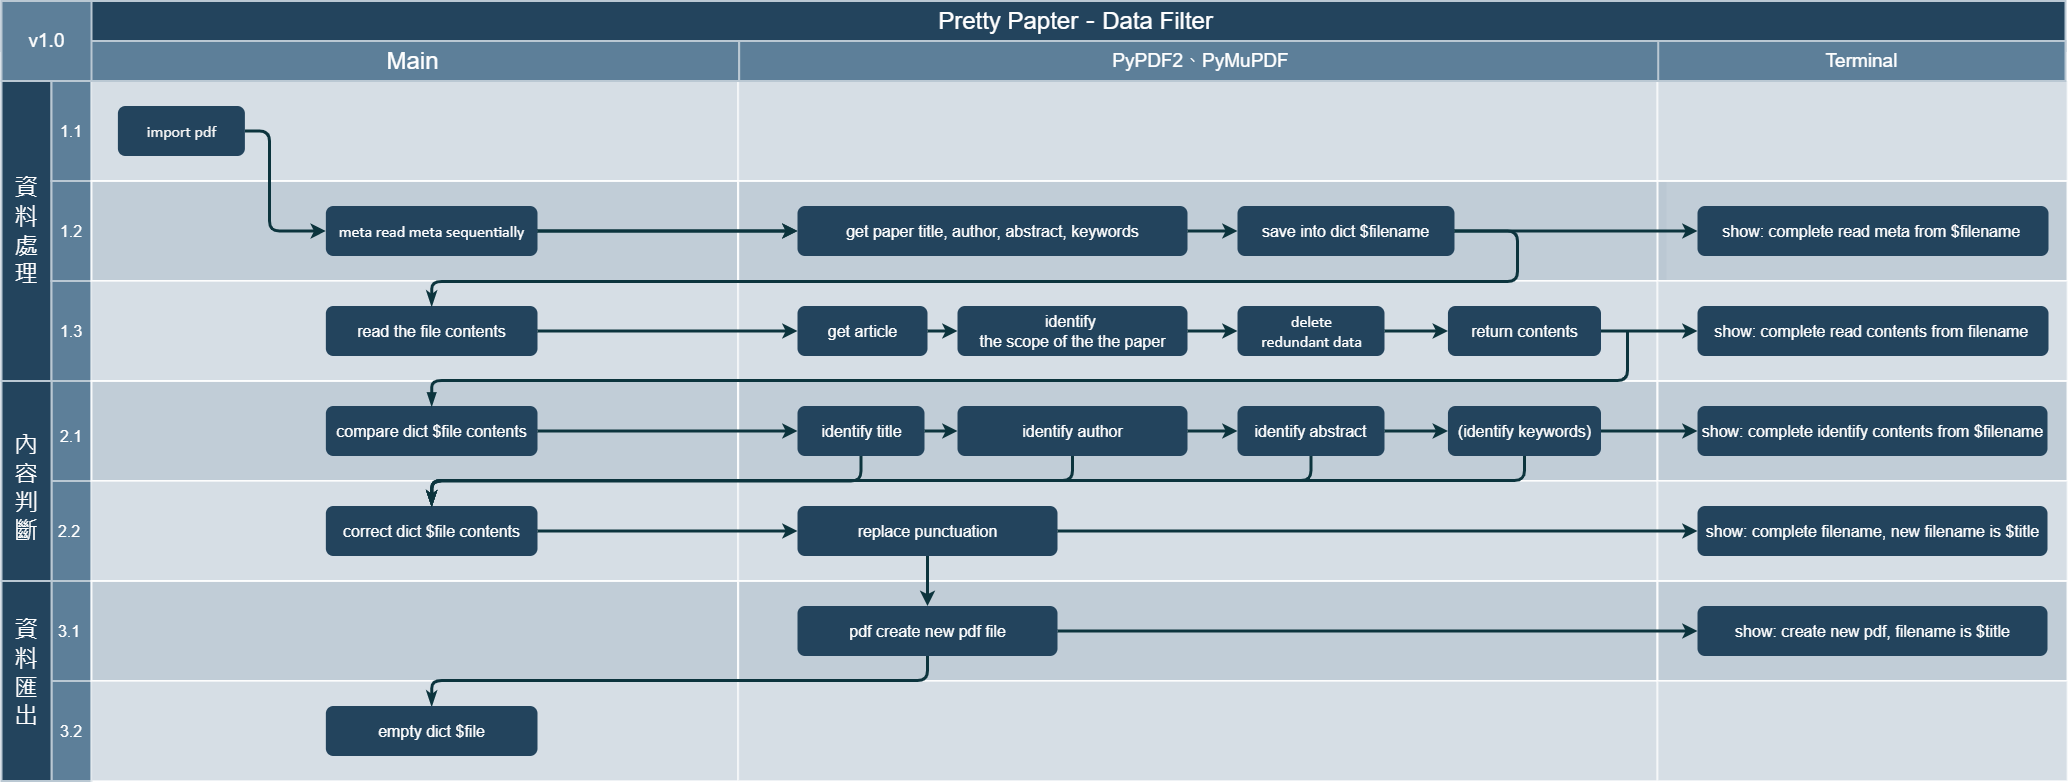 v1.0
Pretty Papter - Data Filter
Main
PyPDF2、PyMuPDF
Terminal
資料處理
1.1
import pdf
1.2
meta read meta sequentially
get paper title, author, abstract, keywords
save into dict $filename
show: complete read meta from $filename
1.3
read the file contents
get article
identify
the scope of the the paper
delete
redundant data
return contents
show: complete read contents from filename
內容判斷
2.1
compare dict $file contents
identify title
identify author
identify abstract
(identify keywords)
show: complete identify contents from $filename
2.2
correct dict $file contents
replace punctuation
show: complete filename, new filename is $title
資料匯出
3.1
pdf create new pdf file
show: create new pdf, filename is $title
3.2
empty dict $file